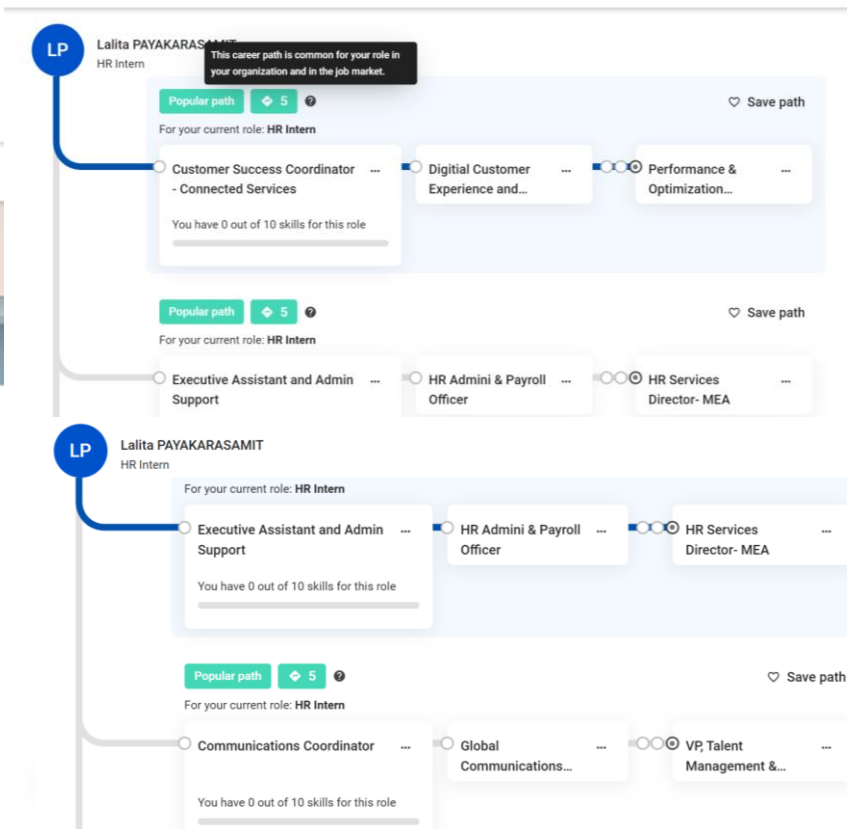 LP
Lalita PAYAKARAS
This career path is common for your role in
your organization and in the job market.
HR Intern
Popular path 5 ? Save path
For your current role: HR Intern
Customer Success Coordinator ...
- Connected Services
You have 0 out of 10 skills for this role
Digitial Customer ...
Experience and...
Performance & ...
Optimization...
Popular path 5 ? Save path
For your current role: HR Intern
Executive Assistant and Admin ...
Support
HR Admini & Payroll ...
Officer
HR Services ...
Director- MEA
LP
Lalita PAYAKARASAMIT
HR Intern
For your current role: HR Intern
Executive Assistant and Admin ...
Support
You have 0 out of 10 skills for this role
HR Admini & Payroll ...
Officer
HR Services ...
Director- MEA
Popular path 5 ? Save path
For your current role: HR Intern
Communications Coordinator ...
You have 0 out of 10 skills for this role
Global ...
Communications...
VP, Talent ...
Management &...